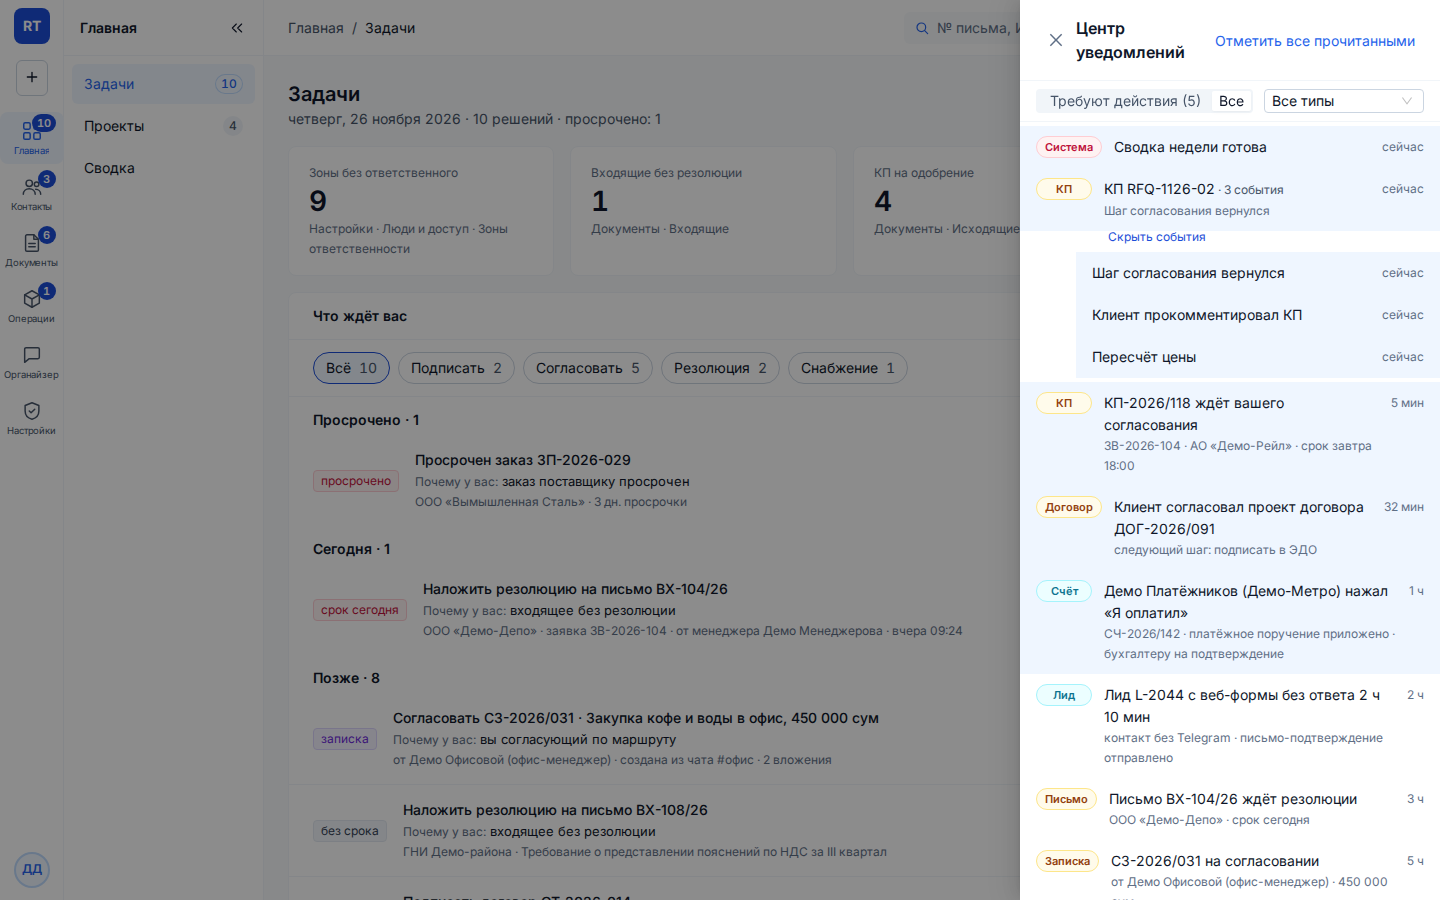 RT
Главная
Главная / Задачи
№ письма,
Центр уведомлений
Отметить все прочитанными
10
Главная
3
Контакты
6
Документы
1
Операции
Органайзер
Настройки
ДД
Задачи 10
Проекты 4
Сводка
Задачи
четверг, 26 ноября 2026 · 10 решений · просрочено: 1
Зоны без ответственного
9
Настройки · Люди и доступ · Зоны
ответственности
Входящие без резолюции
1
Документы · Входящие
КП на одобрение
4
Документы · Исходящие
Что ждёт вас
Всё 10 Подписать 2 Согласовать 5 Резолюция 2 Снабжение 1
Просрочено · 1
просрочено
Просрочен заказ ЗП-2026-029
Почему у вас: заказ поставщику просрочен
ООО «Вымышленная Сталь» · 3 дн. просрочки
Сегодня · 1
срок сегодня
Наложить резолюцию на письмо ВХ-104/26
Почему у вас: входящее без резолюции
ООО «Демо-Депо» · заявка ЗВ-2026-104 · от менеджера Демо Менеджерова · вчера 09:24
Позже · 8
записка
Согласовать СЗ-2026/031 · Закупка кофе и воды в офис, 450 000 сум
Почему у вас: вы согласующий по маршруту
от Демо Офисовой (офис-менеджер) · создана из чата #офис · 2 вложения
без срока
Наложить резолюцию на письмо ВХ-108/26
Почему у вас: входящее без резолюции
ГНИ Демо-района · Требование о представлении пояснений по НДС за III квартал
Требуют действия (5) Все Все типы
Система Сводка недели готова сейчас
КП КП RFQ-1126-02 · 3 события сейчас
Шаг согласования вернулся
Скрыть события
Шаг согласования вернулся сейчас
Клиент прокомментировал КП сейчас
Пересчёт цены сейчас
КП КП-2026/118 ждёт вашего 5 мин
согласования
ЗВ-2026-104 · АО «Демо-Рейл» · срок завтра
18:00
Договор Клиент согласовал проект договора 32 мин
ДОГ-2026/091
следующий шаг: подписать в ЭДО
Счёт Демо Платёжников (Демо-Метро) нажал 1 ч
«Я оплатил»
СЧ-2026/142 · платёжное поручение приложено ·
бухгалтеру на подтверждение
Лид Лид L-2044 с веб-формы без ответа 2 ч 2 ч
10 мин
контакт без Telegram · письмо-подтверждение
отправлено
Письмо Письмо ВХ-104/26 ждёт резолюции 3 ч
ООО «Демо-Депо» · срок сегодня
Записка СЗ-2026/031 на согласовании 5 ч
от Демо Офисовой (офис-менеджер) · 450 000